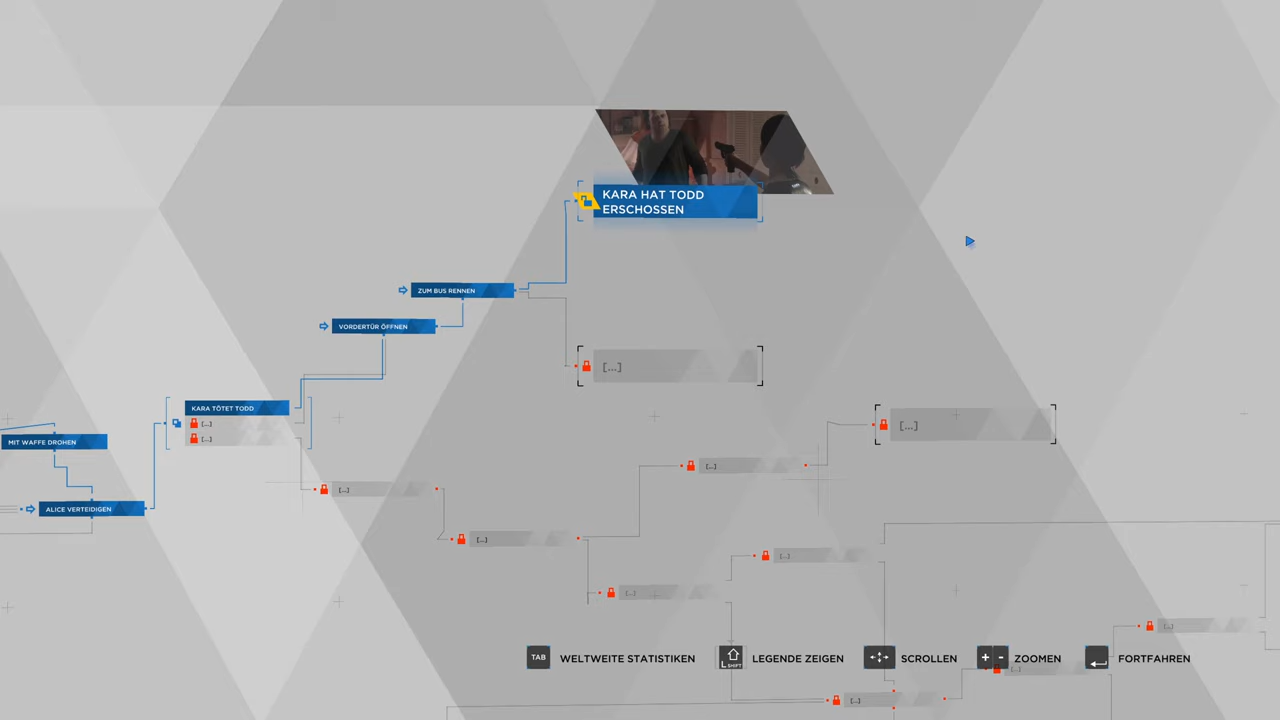 KARA HAT TODD
ERSCHOSSEN
ZUM BUS RENNEN
VORDERTÜR ÖFFNEN
[...]
KARA TÖTET TODD
[...]
[...]
[...]
MIT WAFFE DROHEN
[...]
[...]
ALICE VERTEIDIGEN
[...]
[...]
[...]
[...]
TAB WELTWEITE STATISTIKEN
L SHIFT LEGENDE ZEIGEN
SCROLLEN
+ - ZOOMEN
FORTFAHREN
[...]
[...]